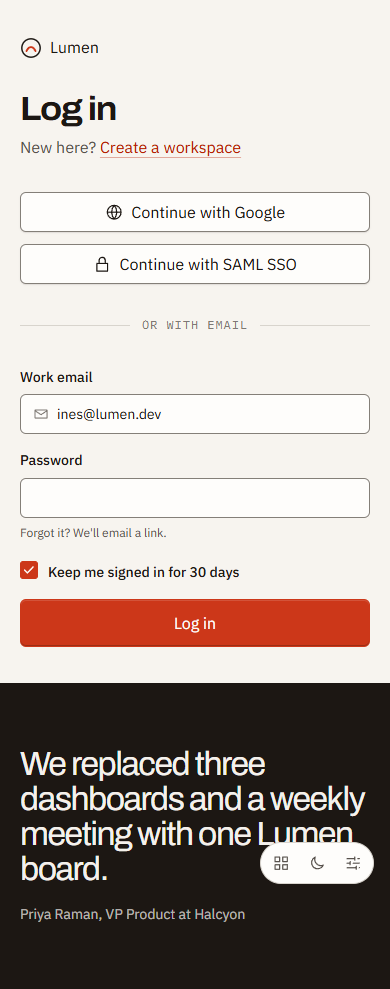 Lumen
Log in
New here? Create a workspace
Continue with Google
Continue with SAML SSO
OR WITH EMAIL
Work email
ines@lumen.dev
Password
Forgot it? We'll email a link.
Keep me signed in for 30 days
Log in
We replaced three
dashboards and a weekly
meeting with one Lumen
board.
Priya Raman, VP Product at Halcyon